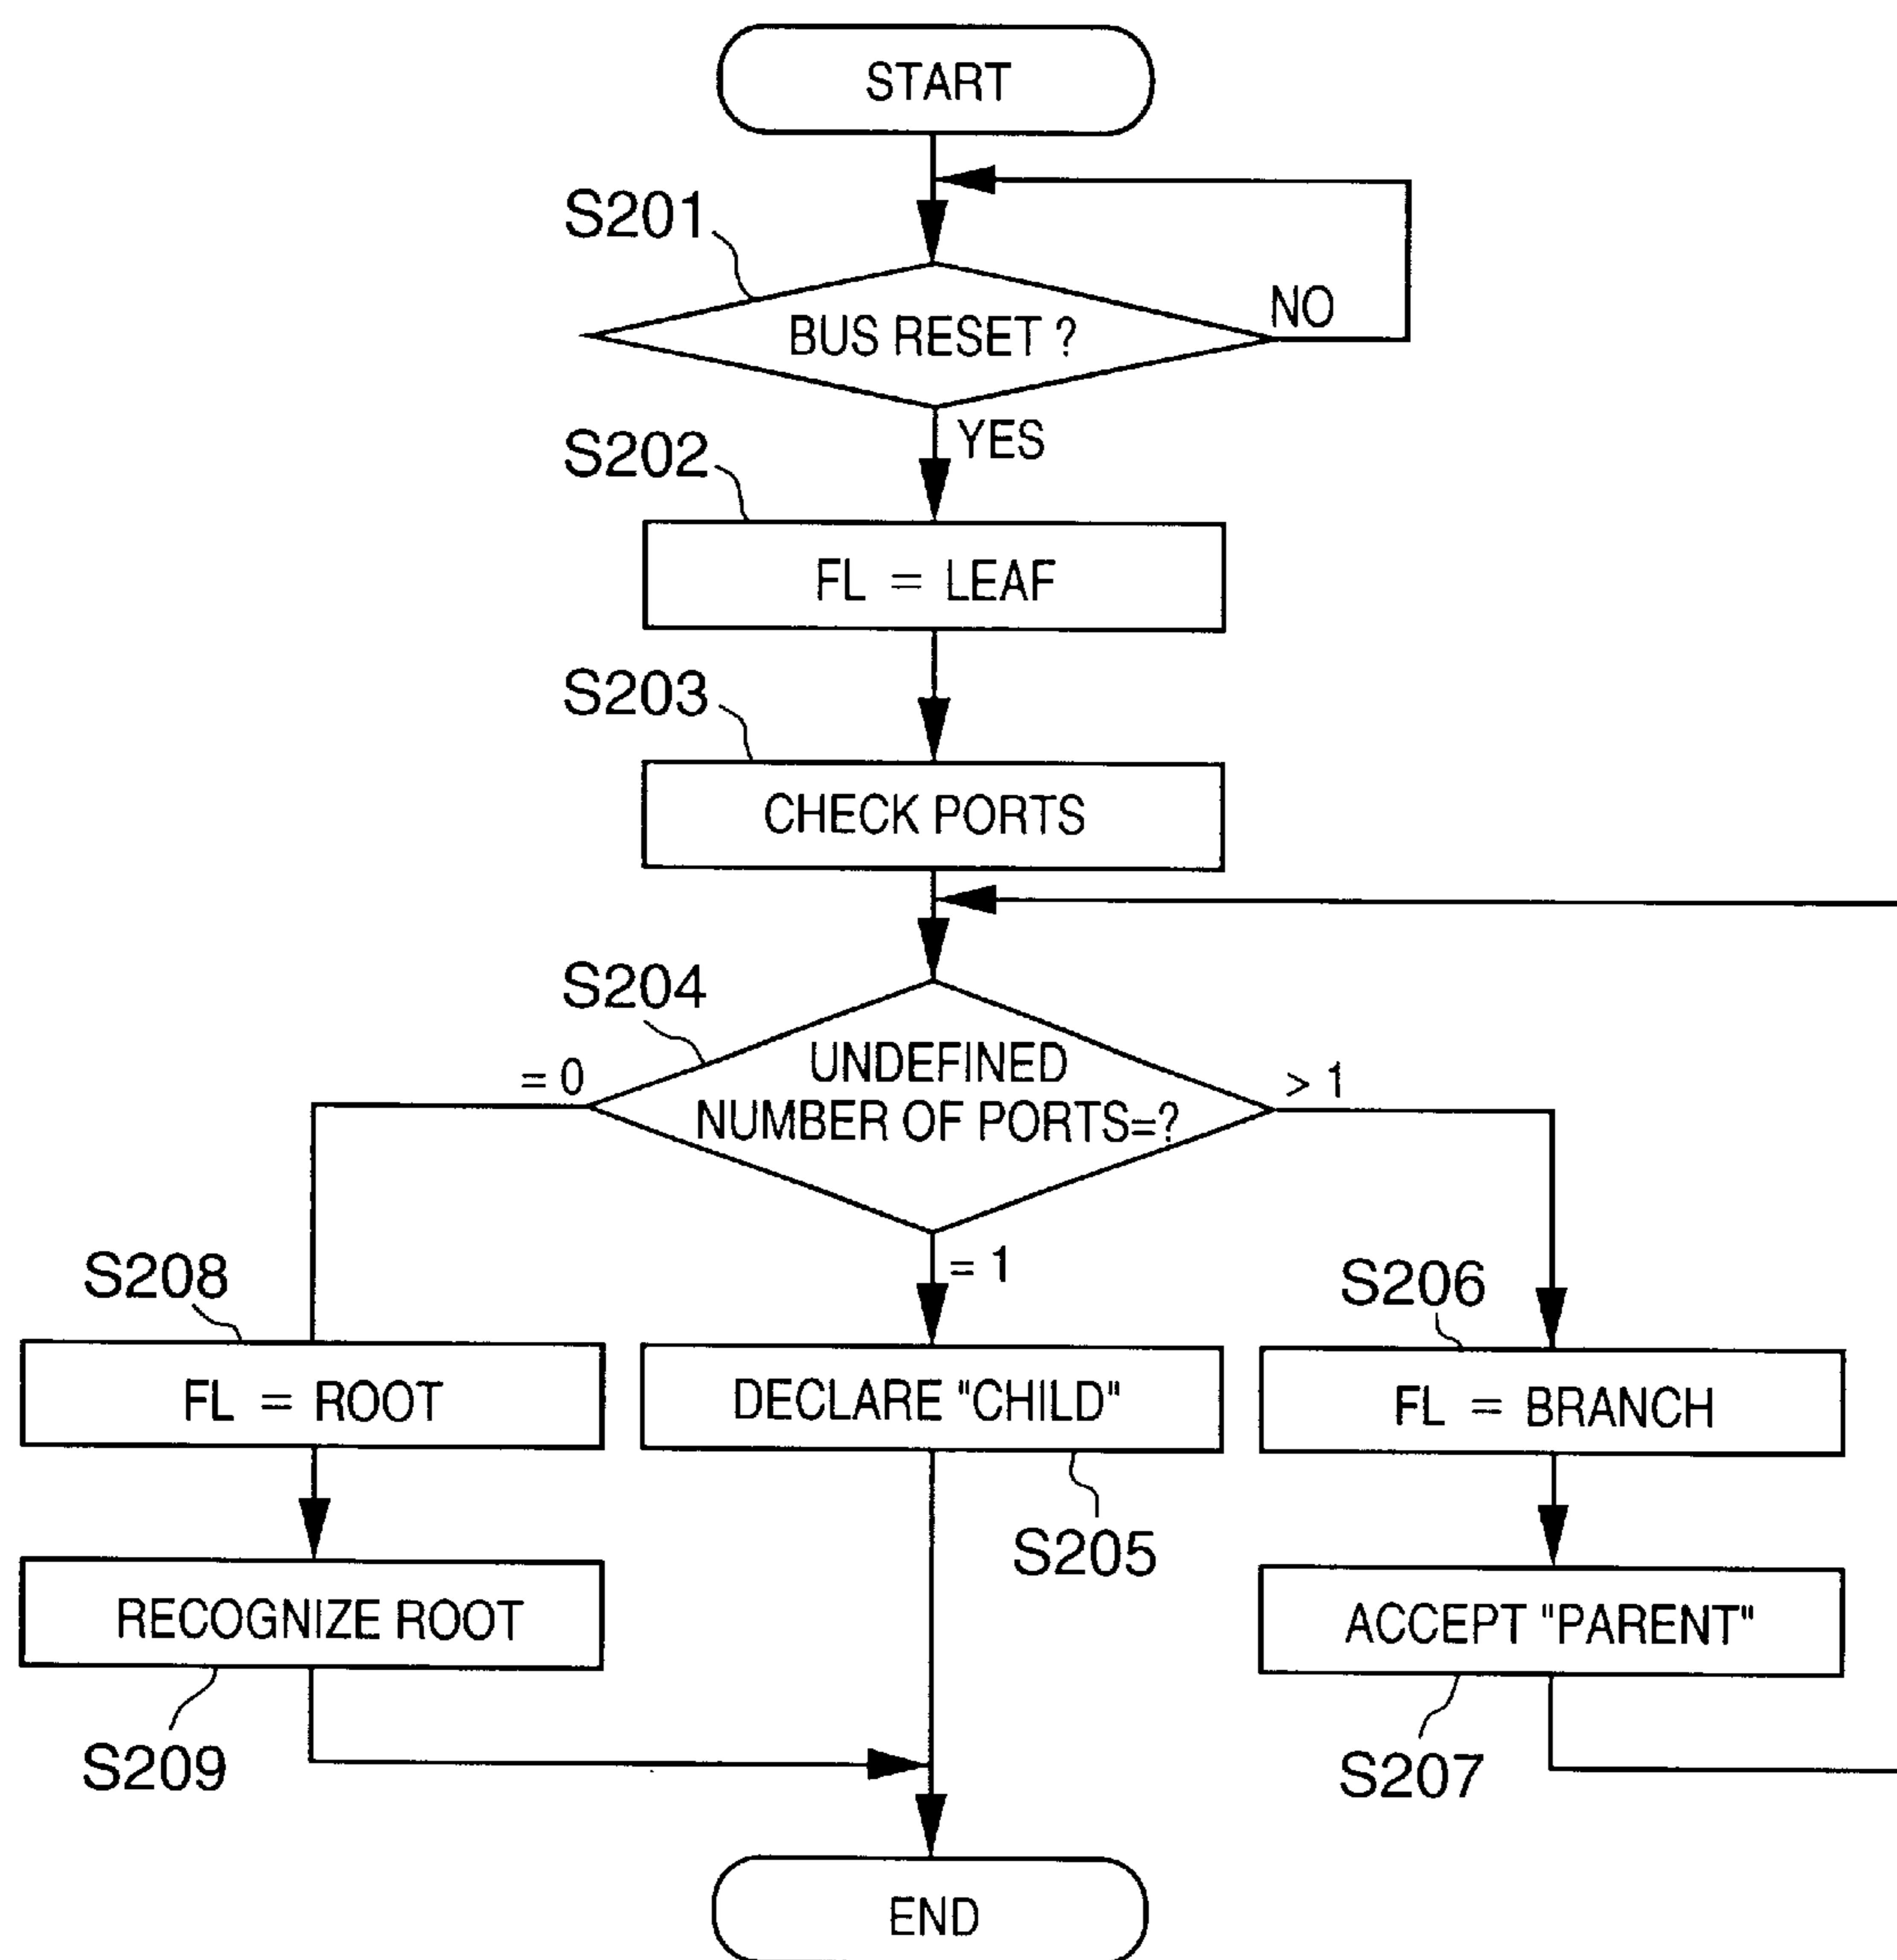 START
S201
BUS RESET ?
NO
YES
S202
FL = LEAF
S203
CHECK PORTS
S204
UNDEFINED
NUMBER OF PORTS=?
= 0
> 1
= 1
S208
S206
FL = ROOT
DECLARE "CHILD"
FL = BRANCH
S205
RECOGNIZE ROOT
ACCEPT "PARENT"
S209
S207
END